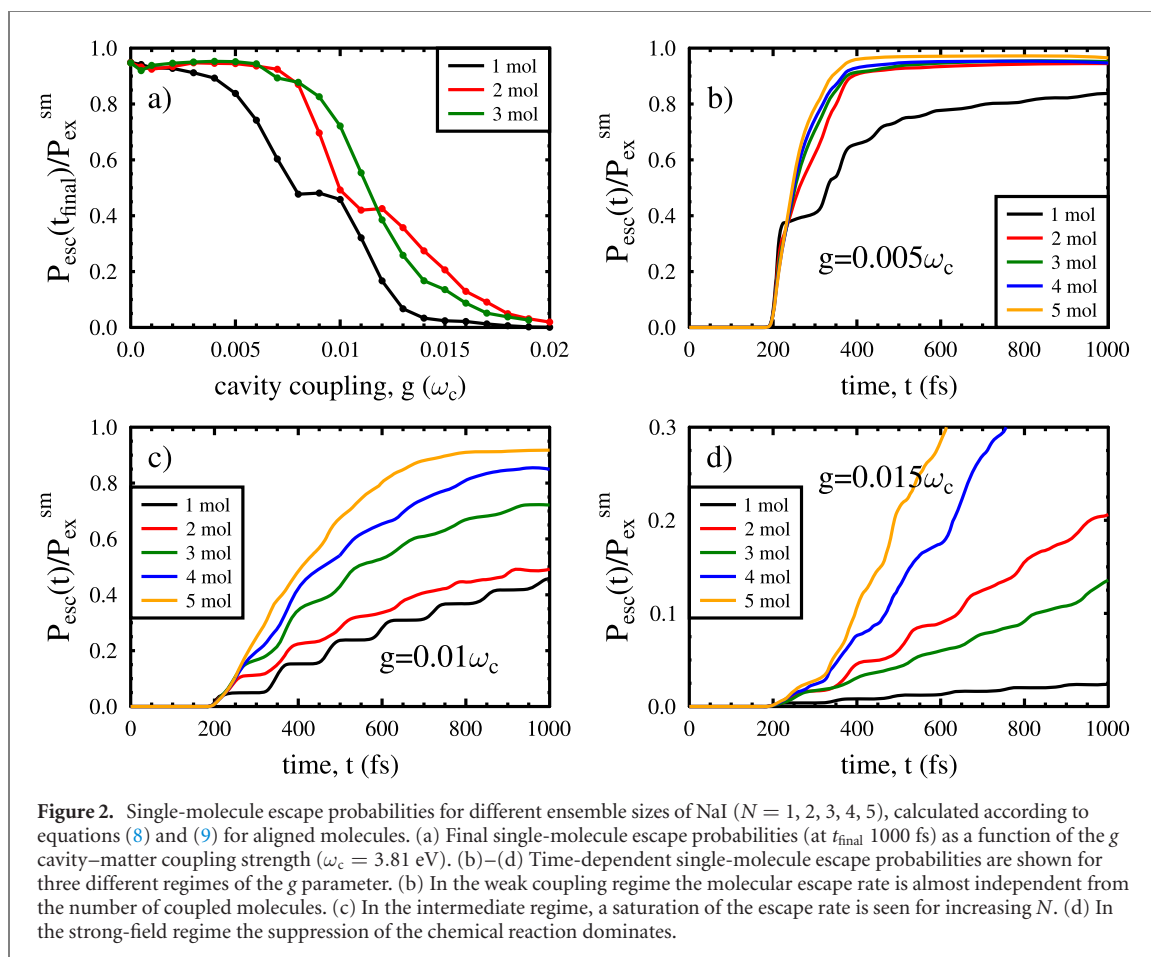 a)
1 mol
2 mol
3 mol
P_esc(t_final)/P_ex^sm
1.0
0.8
0.6
0.4
0.2
0.0
0.0 0.005 0.01 0.015 0.02
cavity coupling, g (ω_c)
b)
g=0.005ω_c
1 mol
2 mol
3 mol
4 mol
5 mol
P_esc(t)/P_ex^sm
1.0
0.8
0.6
0.4
0.2
0.0
0 200 400 600 800 1000
time, t (fs)
c)
1 mol
2 mol
3 mol
4 mol
5 mol
g=0.01ω_c
P_esc(t)/P_ex^sm
1.0
0.8
0.6
0.4
0.2
0.0
0 200 400 600 800 1000
time, t (fs)
d)
g=0.015ω_c
1 mol
2 mol
3 mol
4 mol
5 mol
P_esc(t)/P_ex^sm
0.3
0.2
0.1
0.0
0 200 400 600 800 1000
time, t (fs)
Figure 2. Single-molecule escape probabilities for different ensemble sizes of NaI (N = 1, 2, 3, 4, 5), calculated according to
equations (8) and (9) for aligned molecules. (a) Final single-molecule escape probabilities (at t_final 1000 fs) as a function of the g
cavity–matter coupling strength (ω_c = 3.81 eV). (b)–(d) Time-dependent single-molecule escape probabilities are shown for
three different regimes of the g parameter. (b) In the weak coupling regime the molecular escape rate is almost independent from
the number of coupled molecules. (c) In the intermediate regime, a saturation of the escape rate is seen for increasing N. (d) In
the strong-field regime the suppression of the chemical reaction dominates.